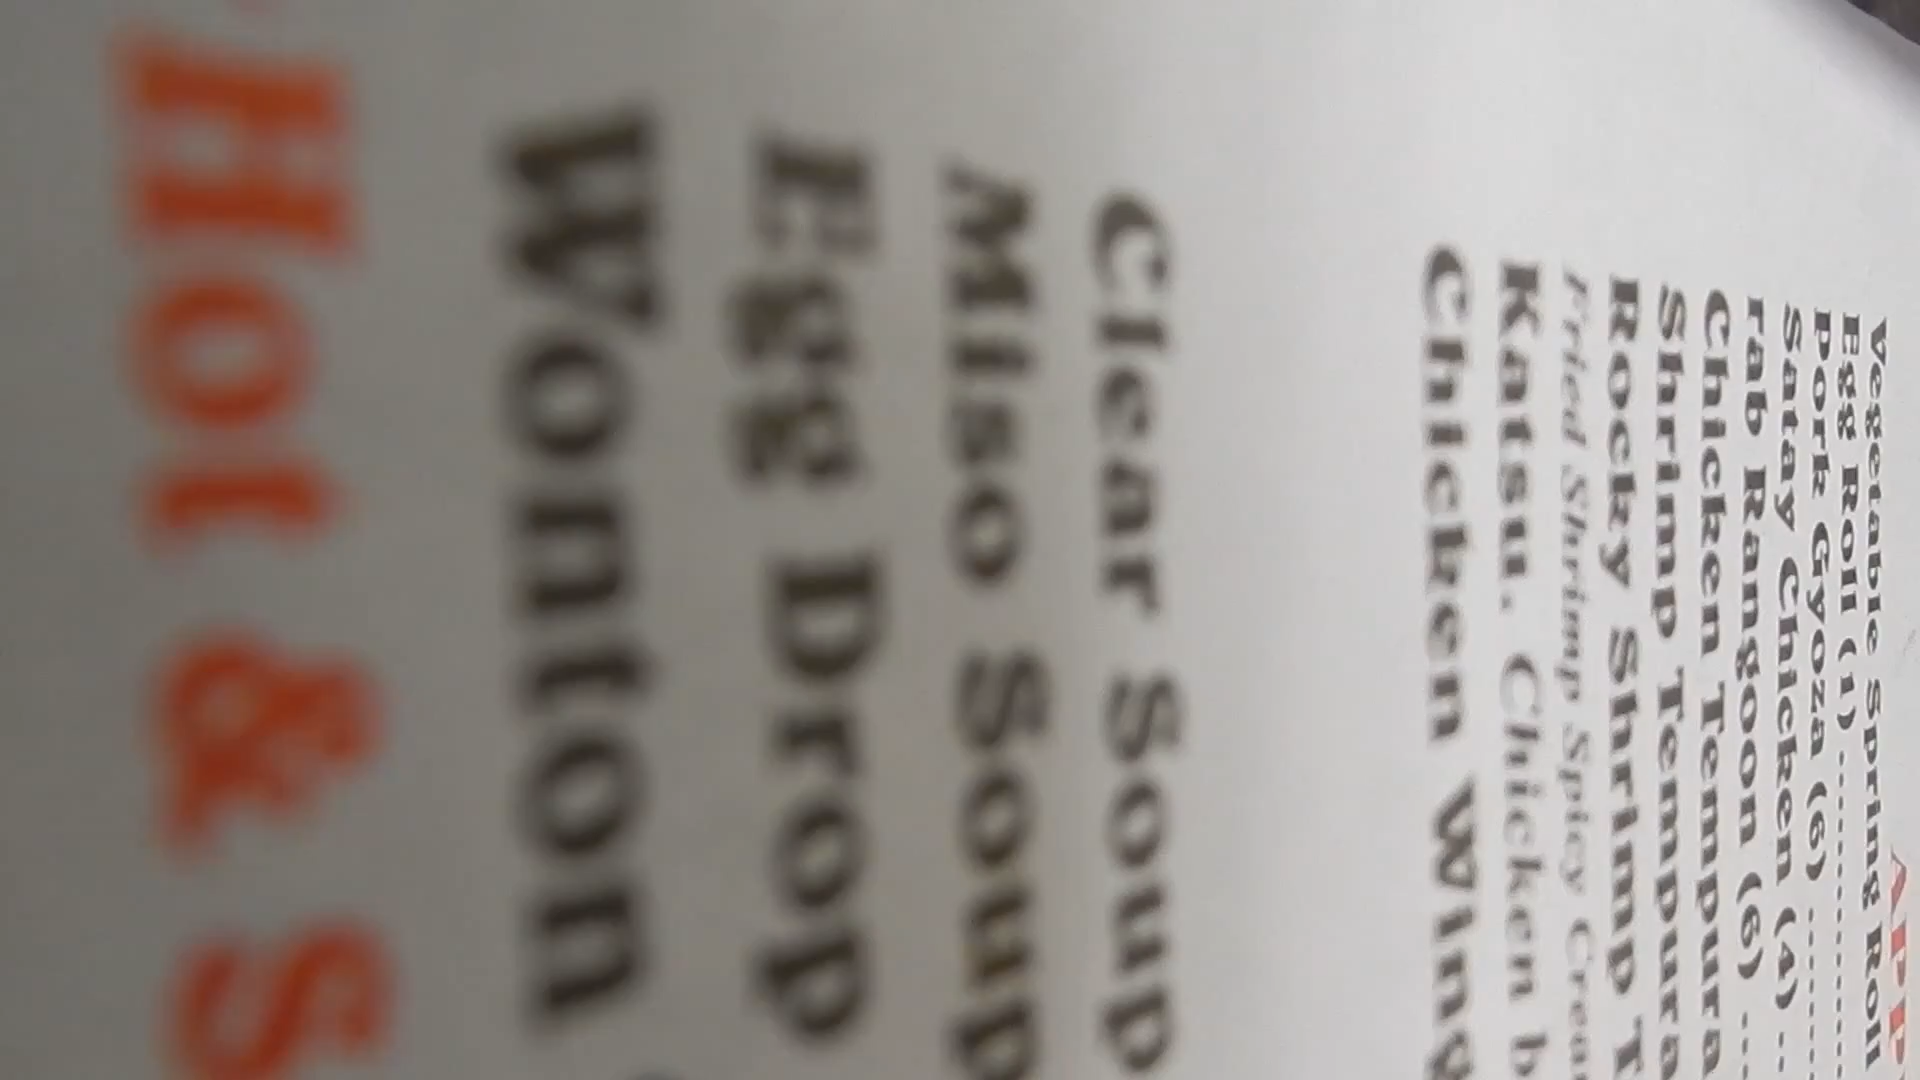 APP
Vegetable Spring Roll
Egg Roll (1) ................
Pork Gyoza (6) .........
Satay Chicken (4) ..
rab Rangoon (6) ...
Chicken Tempura
Shrimp Tempura
Rocky Shrimp T
Fried Shrimp Spicy Crea
Katsu. Chicken b
Chicken Wing
Clear Soup
Miso Soup
Egg Drop
Wonton
Hot & S